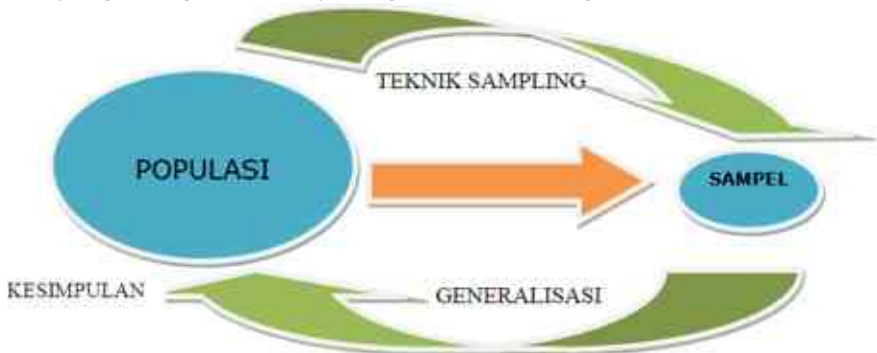 TEKNIK SAMPLING
POPULASI
SAMPEL
KESIMPULAN
GENERALISASI